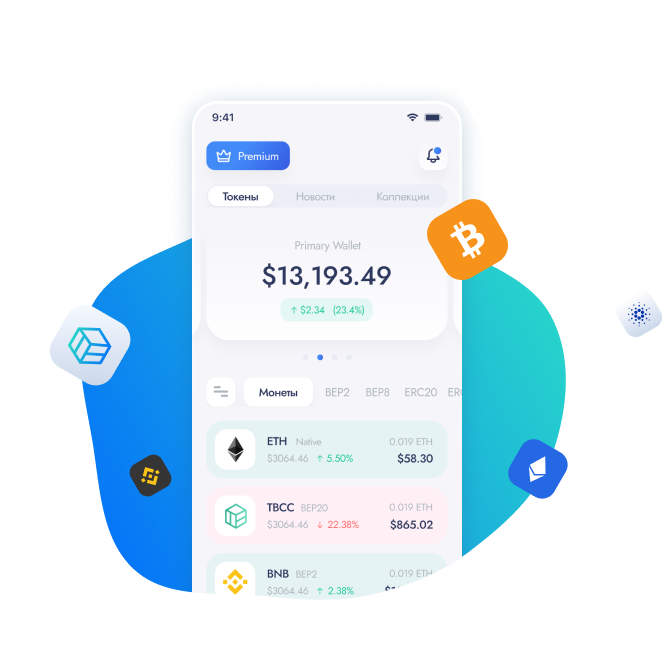 9:41
Premium
Токены Новости Коллекции
Primary Wallet
$13,193.49
↑ $2.34 (23.4%)
Монеты BEP2 BEP8 ERC20
ETH Native 0.019 ETH
$3064.46 ↑ 5.50% $58.30
TBCC BEP20 0.019 ETH
$3064.46 ↓ 22.38% $865.02
BNB BEP2 0.019 ETH
$3064.46 ↑ 2.38%